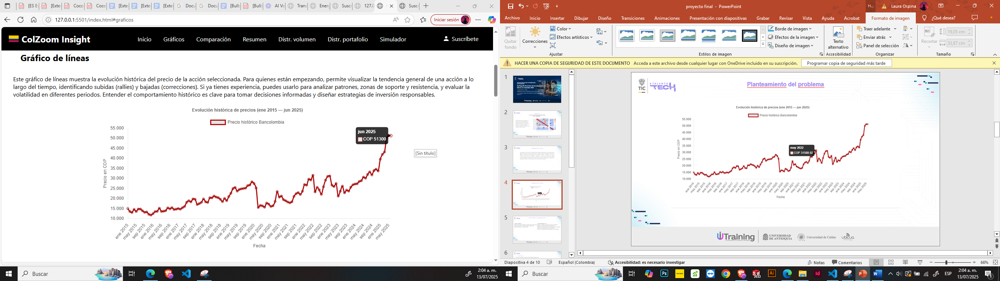 [ES E
[Exte
Coco
Coco
[Exte
[Exte
[Exte
Docu
Docu
[Bulb
[Bulb
AI Vo
Trans
Energ
Suscr
127.0
Suscr
127.0.0.1:5501/index.html#graficos
Iniciar sesión
ColZoom Insight
Inicio
Gráficos
Comparación
Resumen
Distr. volumen
Distr. portafolio
Simulador
Suscríbete
Gráfico de líneas
Este gráfico de líneas muestra la evolución histórica del precio de la acción seleccionada. Para quienes están empezando, permite visualizar la tendencia general de una acción a lo
largo del tiempo, identificando subidas (rallies) y bajadas (correcciones). Si ya tienes experiencia, puedes usarlo para analizar patrones, zonas de soporte y resistencia, y evaluar la
volatilidad en diferentes periodos. Entender el comportamiento histórico es clave para tomar decisiones informadas y diseñar estrategias de inversión responsables.
Evolución histórica de precios (ene 2015 — jun 2025)
Precio histórico Bancolombia
55.000
50.000
45.000
40.000
35.000
30.000
25.000
20.000
15.000
10.000
Precio en COP
jun 2025
COP 51300
[Sin título]
ene 2015
may 2015
sep 2015
ene 2016
may 2016
sep 2016
ene 2017
may 2017
sep 2017
ene 2018
may 2018
sep 2018
ene 2019
may 2019
sep 2019
ene 2020
may 2020
sep 2020
ene 2021
may 2021
sep 2021
ene 2022
may 2022
sep 2022
ene 2023
may 2023
sep 2023
ene 2024
may 2024
sep 2024
ene 2025
may 2025
Fecha
Buscar
2:04 a. m.
13/07/2025
proyecto final - PowerPoint
H...
Laura Ospina
Archivo
Inicio
Insertar
Dibujar
Diseño
Transiciones
Animaciones
Presentación con diapositivas
Grabar
Revisar
Vista
Ayuda
Acrobat
Formato de imagen
¿Qué desea?
Quitar
fondo
Correcciones
Color
Efectos artísticos
Ajustar
Estilos de imagen
Borde de imagen
Efectos de la imagen
Diseño de imagen
Texto
alternativo
Accesibilidad
Traer adelante
Enviar atrás
Panel de selección
Organizar
Recortar
19,05 cm
33,87 cm
Tamaño
HACER UNA COPIA DE SEGURIDAD DE ESTE DOCUMENTO
Acceda a este archivo desde cualquier lugar con OneDrive incluido en su suscripción.
Programar copia de seguridad más tarde
1
2
3
4
5
6
TIC
TALENTO
TECH
Planteamiento del problema
Evolución histórica de precios (ene 2015 — jun 2025)
Precio histórico Bancolombia
55.000
50.000
45.000
40.000
35.000
30.000
25.000
20.000
15.000
10.000
Precio en COP
may 2022
COP 31588.02
ene 2015
may 2015
sep 2015
ene 2016
may 2016
sep 2016
ene 2017
may 2017
sep 2017
ene 2018
may 2018
sep 2018
ene 2019
may 2019
sep 2019
ene 2020
may 2020
sep 2020
ene 2021
may 2021
sep 2021
ene 2022
may 2022
sep 2022
ene 2023
may 2023
sep 2023
ene 2024
may 2024
sep 2024
ene 2025
may 2025
Fecha
UTraining
UNIVERSIDAD
DE ANTIOQUIA
Universidad de Caldas
ubicua
Diapositiva 4 de 10
Español (Colombia)
Accesibilidad: es necesario investigar
Notas
Comentarios
66%
Buscar
ESP
2:04 a. m.
13/07/2025